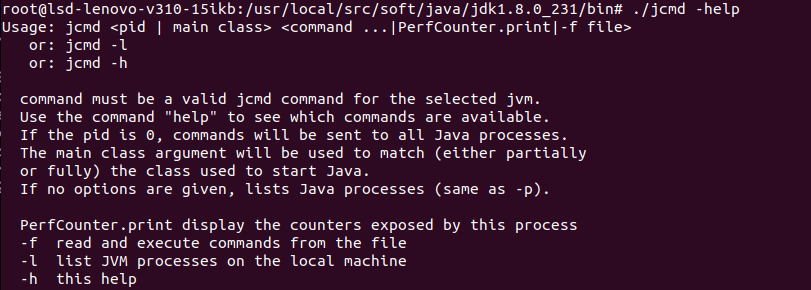 root@lsd-lenovo-v310-15ikb:/usr/local/src/soft/java/jdk1.8.0_231/bin# ./jcmd -help
Usage: jcmd <pid | main class> <command ...|PerfCounter.print|-f file>
   or: jcmd -l
   or: jcmd -h

  command must be a valid jcmd command for the selected jvm.
  Use the command "help" to see which commands are available.
  If the pid is 0, commands will be sent to all Java processes.
  The main class argument will be used to match (either partially
  or fully) the class used to start Java.
  If no options are given, lists Java processes (same as -p).

  PerfCounter.print display the counters exposed by this process
  -f  read and execute commands from the file
  -l  list JVM processes on the local machine
  -h  this help